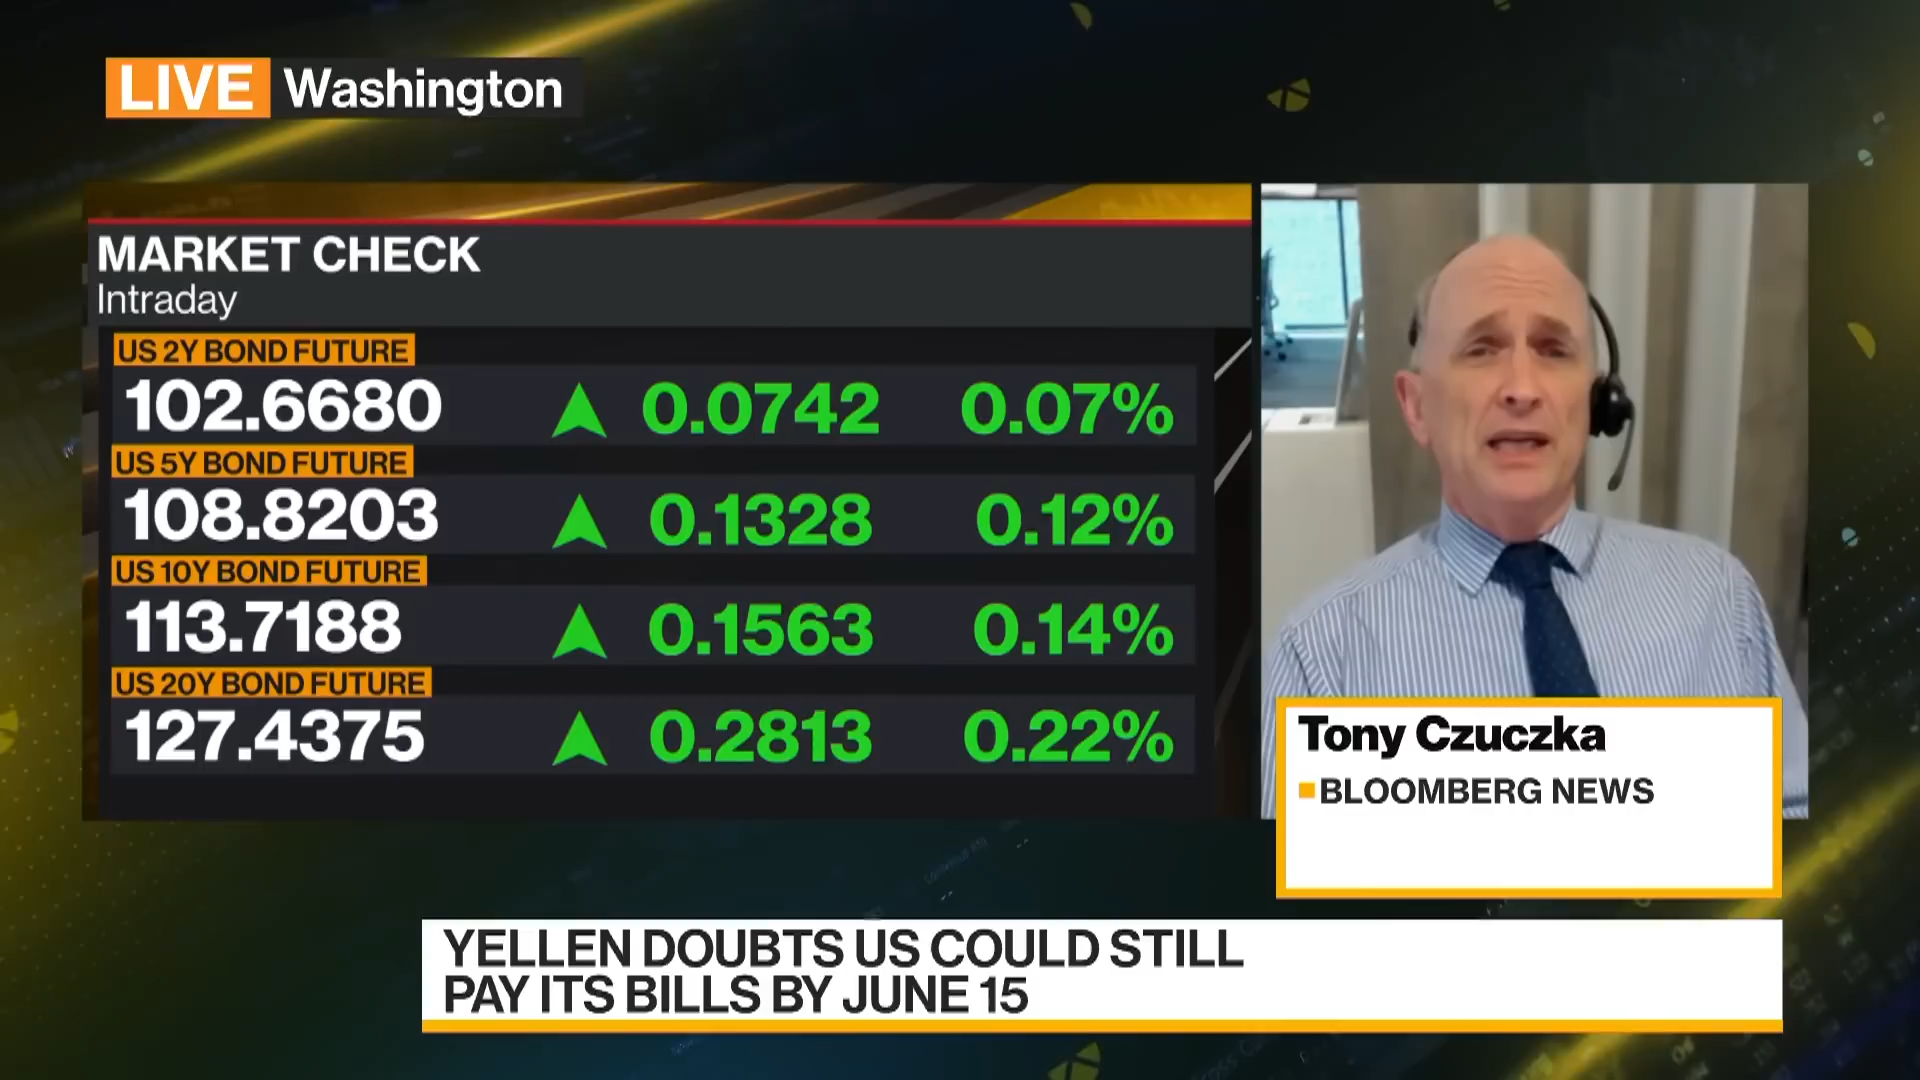 LIVE Washington
MARKET CHECK
Intraday
US 2Y BOND FUTURE
102.6680 ▲ 0.0742 0.07%
US 5Y BOND FUTURE
108.8203 ▲ 0.1328 0.12%
US 10Y BOND FUTURE
113.7188 ▲ 0.1563 0.14%
US 20Y BOND FUTURE
127.4375 ▲ 0.2813 0.22%
Tony Czuczka
BLOOMBERG NEWS
YELLEN DOUBTS US COULD STILL
PAY ITS BILLS BY JUNE 15